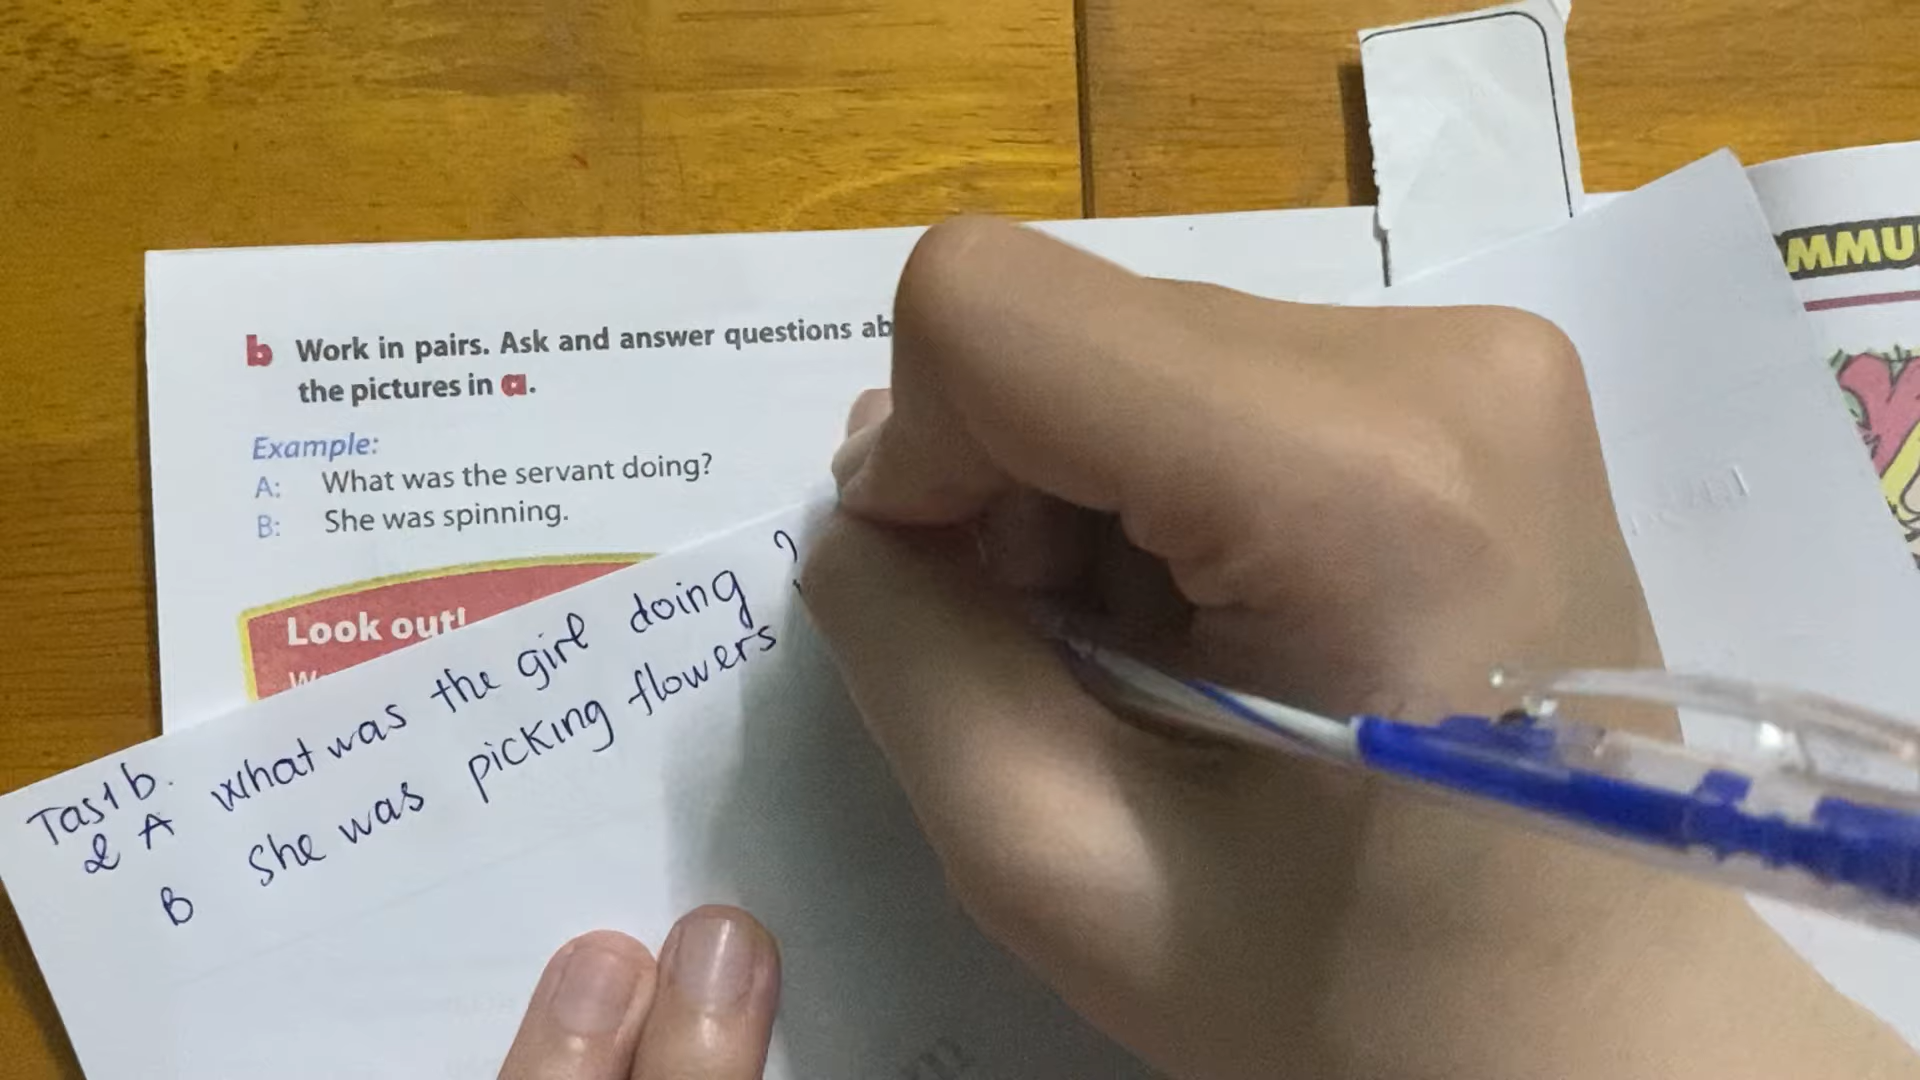 MMU
b Work in pairs. Ask and answer questions ab
the pictures in a.
Example:
A: What was the servant doing?
B: She was spinning.
Look out!
Tas1 b.
2 A What was the girl doing ?
B She was picking flowers